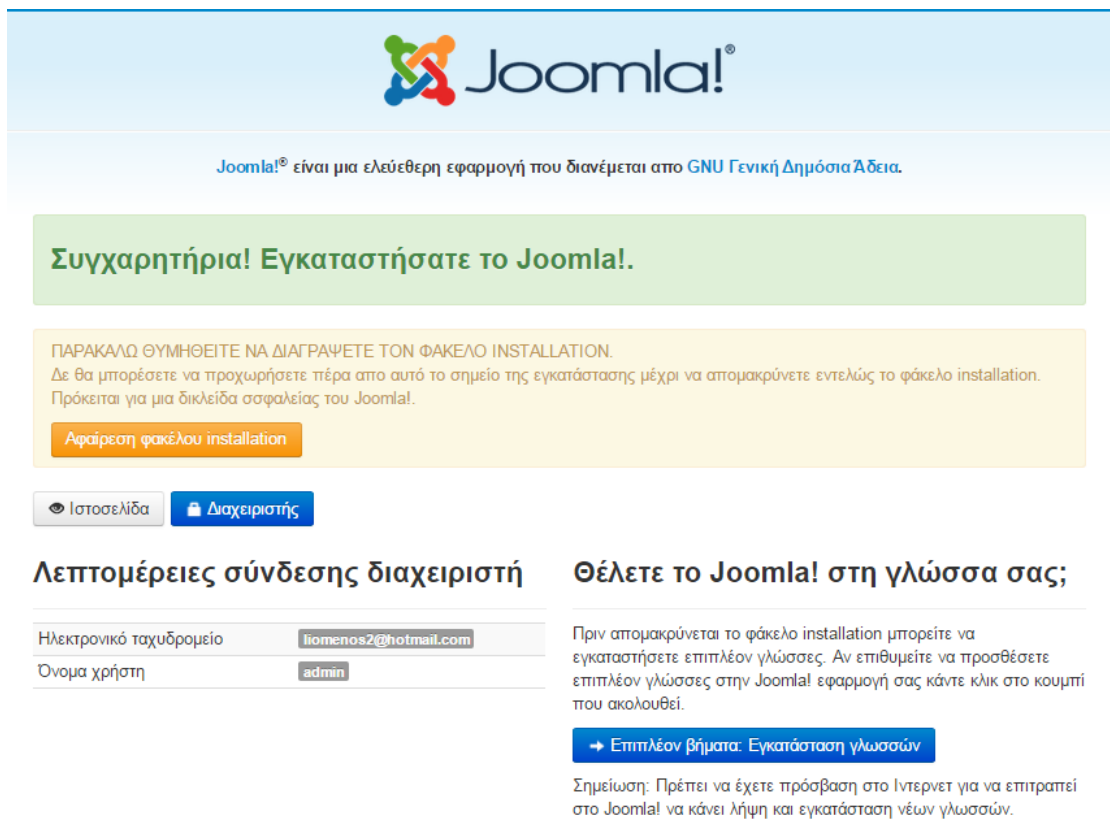 Joomla!®
Joomla!® είναι μια ελεύθερη εφαρμογή που διανέμεται απο GNU Γενική Δημόσια Άδεια.
Συγχαρητήρια! Εγκαταστήσατε το Joomla!.
ΠΑΡΑΚΑΛΩ ΘΥΜΗΘΕΙΤΕ ΝΑ ΔΙΑΓΡΑΨΕΤΕ ΤΟΝ ΦΑΚΕΛΟ INSTALLATION.
Δε θα μπορέσετε να προχωρήσετε πέρα απο αυτό το σημείο της εγκατάστασης μέχρι να απομακρύνετε εντελώς το φάκελο installation.
Πρόκειται για μια δικλείδα σσφαλείας του Joomla!.
Αφαίρεση φακέλου installation
Ιστοσελίδα
Διαχειριστής
Λεπτομέρειες σύνδεσης διαχειριστή
Ηλεκτρονικό ταχυδρομείο liomenos2@hotmail.com
Όνομα χρήστη admin
Θέλετε το Joomla! στη γλώσσα σας;
Πριν απομακρύνεται το φάκελο installation μπορείτε να
εγκαταστήσετε επιπλέον γλώσσες. Αν επιθυμείτε να προσθέσετε
επιπλέον γλώσσες στην Joomla! εφαρμογή σας κάντε κλικ στο κουμπί
που ακολουθεί.
Επιπλέον βήματα: Εγκατάσταση γλωσσών
Σημείωση: Πρέπει να έχετε πρόσβαση στο Ιντερνετ για να επιτραπεί
στο Joomla! να κάνει λήψη και εγκατάσταση νέων γλωσσών.